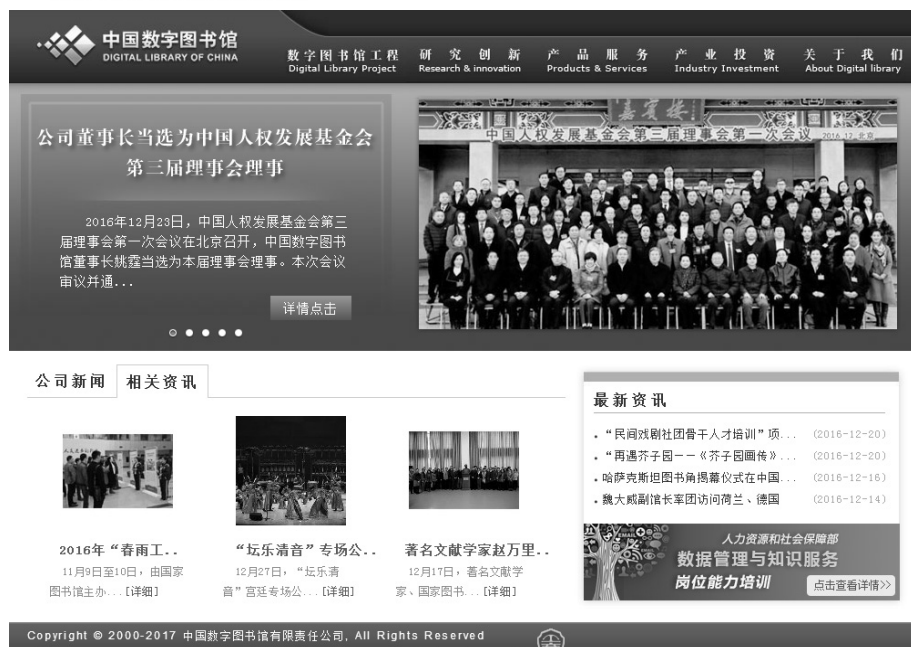 中国数字图书馆
DIGITAL LIBRARY OF CHINA
数字图书馆工程 研究创新 产品服务 产业投资 关于我们
Digital Library Project Research & innovation Products & Services Industry Investment About Digital library
公司董事长当选为中国人权发展基金会
第三届理事会理事
2016年12月23日，中国人权发展基金会第三
届理事会第一次会议在北京召开，中国数字图书
馆董事长姚霆当选为本届理事会理事。本次会议
审议并通...
详情点击
中国人权发展基金会第三届理事会第一次会议 2016.12.北京
公司新闻 相关资讯
2016年“春雨工..
11月9日至10日，由国家
图书馆主办...[详细]
“坛乐清音”专场公..
12月27日，“坛乐清
音”宫廷专场公...[详细]
著名文献学家赵万里..
12月17日，著名文献学
家、国家图书...[详细]
最新资讯
“民间戏剧社团骨干人才培训”项... (2016-12-20)
“再遇芥子园——《芥子园画传》... (2016-12-20)
哈萨克斯坦图书角揭幕仪式在中国... (2016-12-16)
魏大威副馆长率团访问荷兰、德国 (2016-12-14)
EMAIL
人力资源和社会保障部
数据管理与知识服务
岗位能力培训
点击查看详情>>
Copyright © 2000-2017 中国数字图书馆有限责任公司, All Rights Reserved